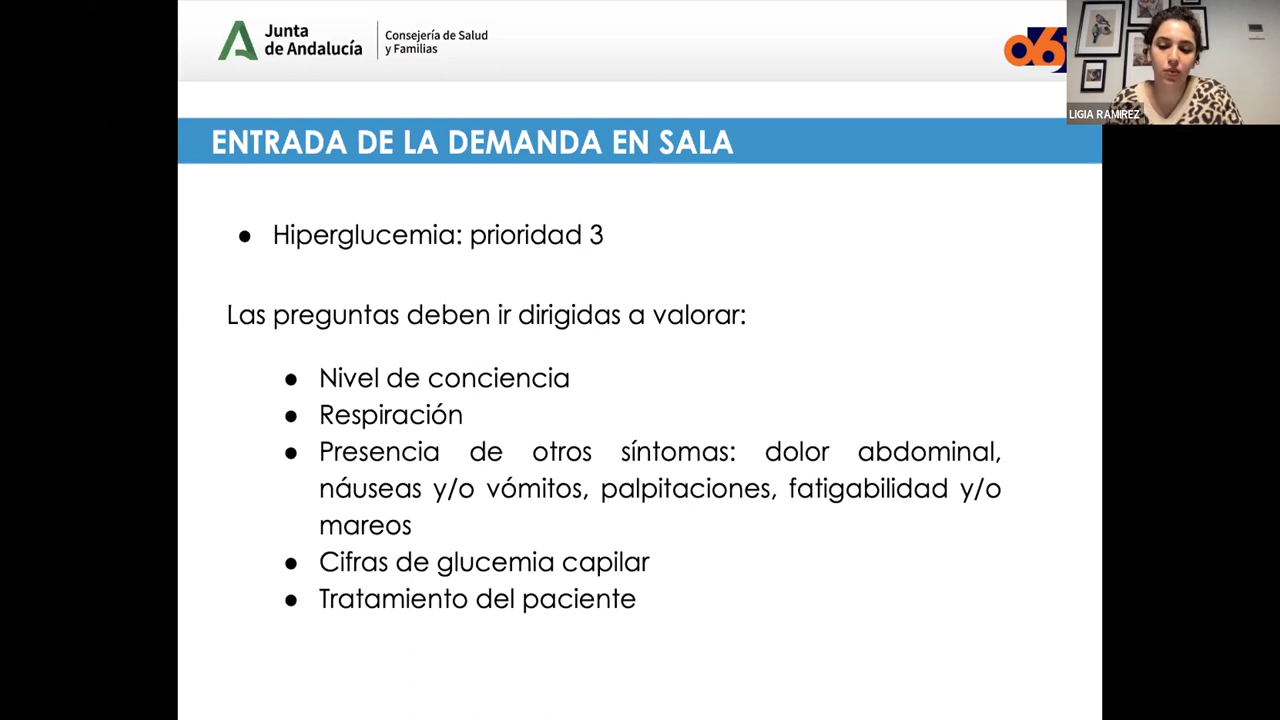 Junta
de Andalucía
Consejería de Salud
y Familias
061
LIGIA RAMIREZ
ENTRADA DE LA DEMANDA EN SALA
● Hiperglucemia: prioridad 3
Las preguntas deben ir dirigidas a valorar:
● Nivel de conciencia
● Respiración
● Presencia de otros síntomas: dolor abdominal,
náuseas y/o vómitos, palpitaciones, fatigabilidad y/o
mareos
● Cifras de glucemia capilar
● Tratamiento del paciente